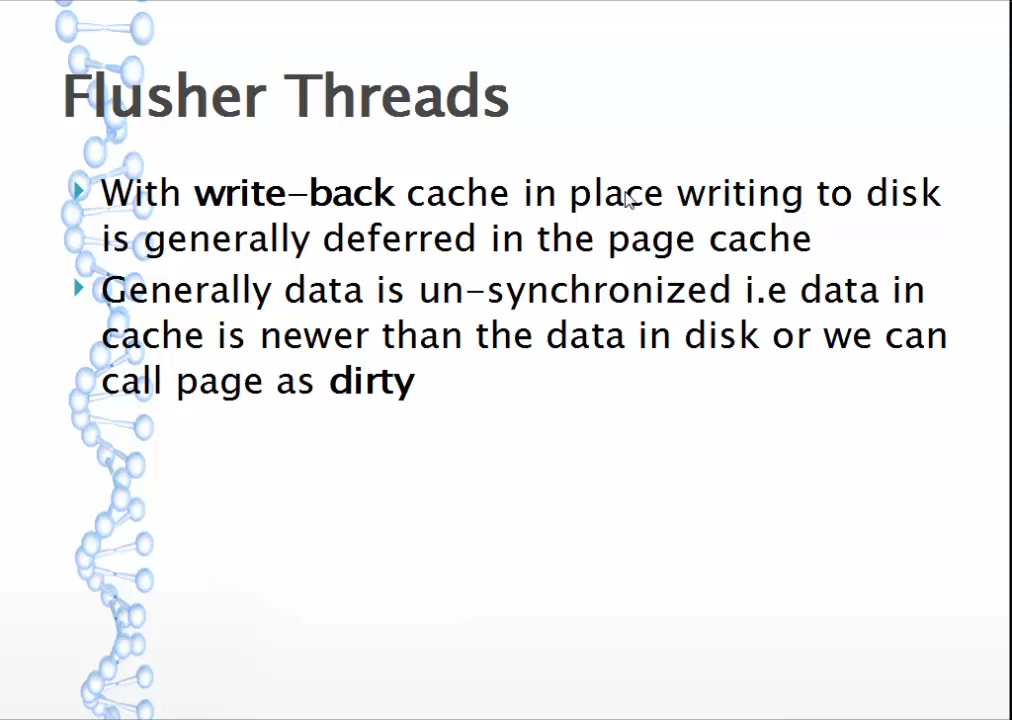 Flusher Threads
With write-back cache in place writing to disk
is generally deferred in the page cache
Generally data is un-synchronized i.e data in
cache is newer than the data in disk or we can
call page as dirty